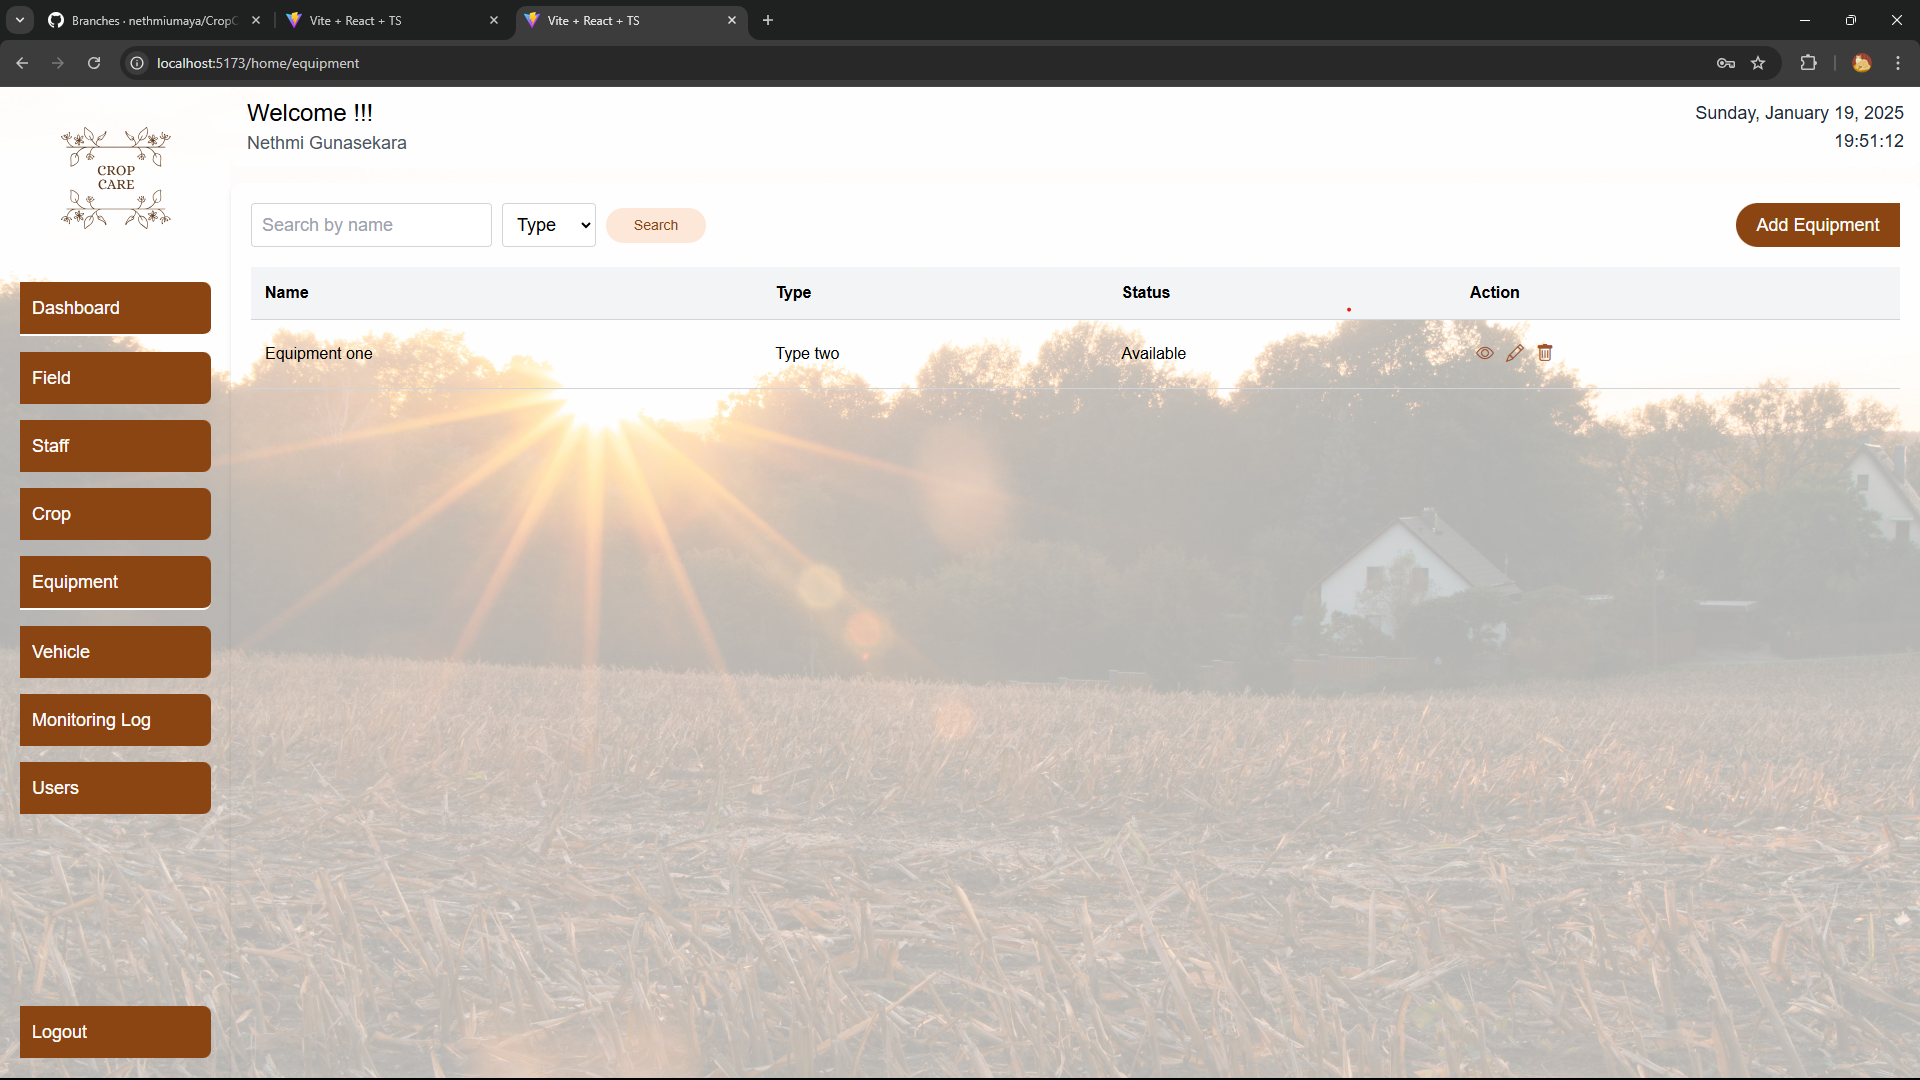 Branches · nethmiumaya/Crop
Vite + React + TS
Vite + React + TS
localhost:5173/home/equipment
CROP
CARE
Welcome !!!
Nethmi Gunasekara
Sunday, January 19, 2025
19:51:12
Search by name
Type
Search
Add Equipment
Name Type Status Action
Equipment one Type two Available
Dashboard
Field
Staff
Crop
Equipment
Vehicle
Monitoring Log
Users
Logout